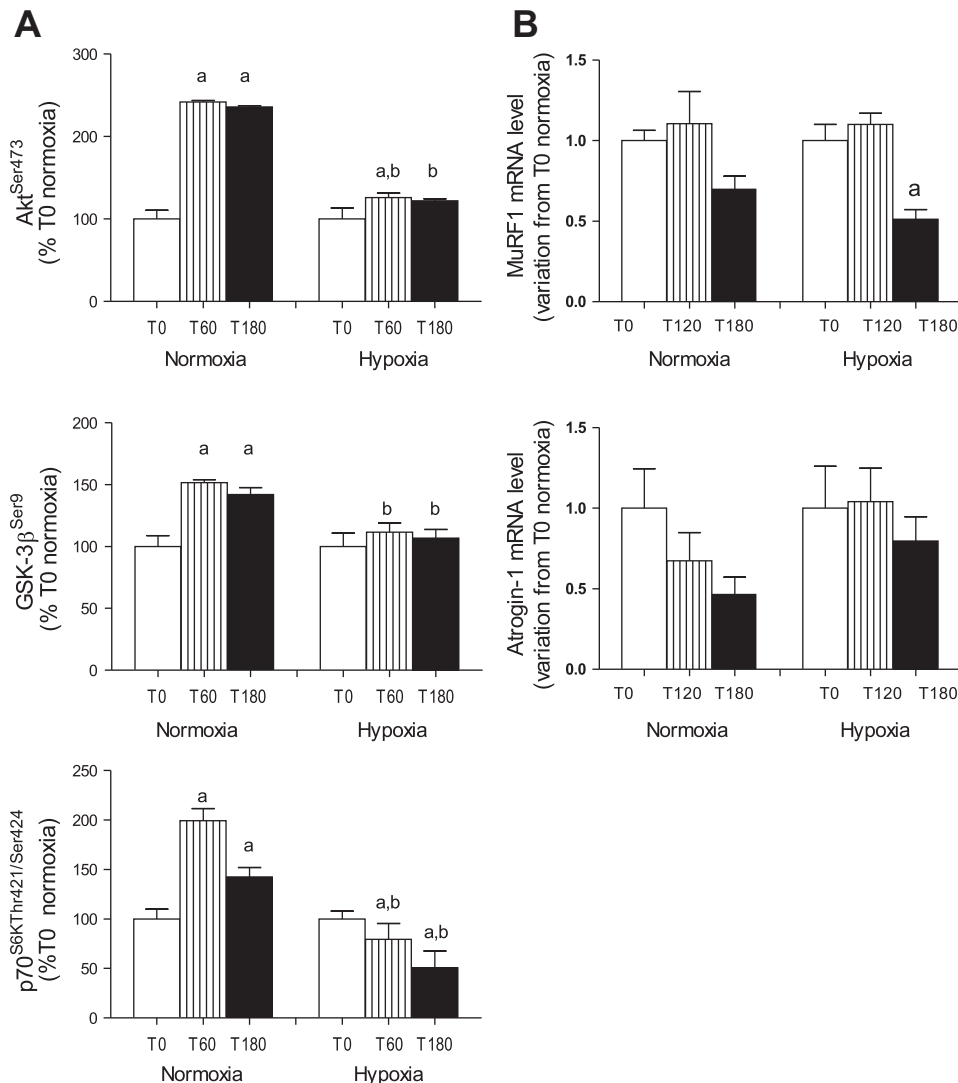 A
Akt^Ser473
(% T0 normoxia)
300
200
100
0
a
a
a,b
b
T0 T60 T180 T0 T60 T180
Normoxia Hypoxia
GSK-3β^Ser9
(% T0 normoxia)
200
150
100
50
0
a
a
b
b
T0 T60 T180 T0 T60 T180
Normoxia Hypoxia
p70^S6KThr421/Ser424
(%T0 normoxia)
250
200
150
100
50
0
a
a
a,b
a,b
T0 T60 T180 T0 T60 T180
Normoxia Hypoxia
B
MuRF1 mRNA level
(variation from T0 normoxia)
1.5
1.0
0.5
0.0
a
T0 T120 T180 T0 T120 T180
Normoxia Hypoxia
Atrogin-1 mRNA level
(variation from T0 normoxia)
1.5
1.0
0.5
0.0
T0 T120 T180 T0 T120 T180
Normoxia Hypoxia